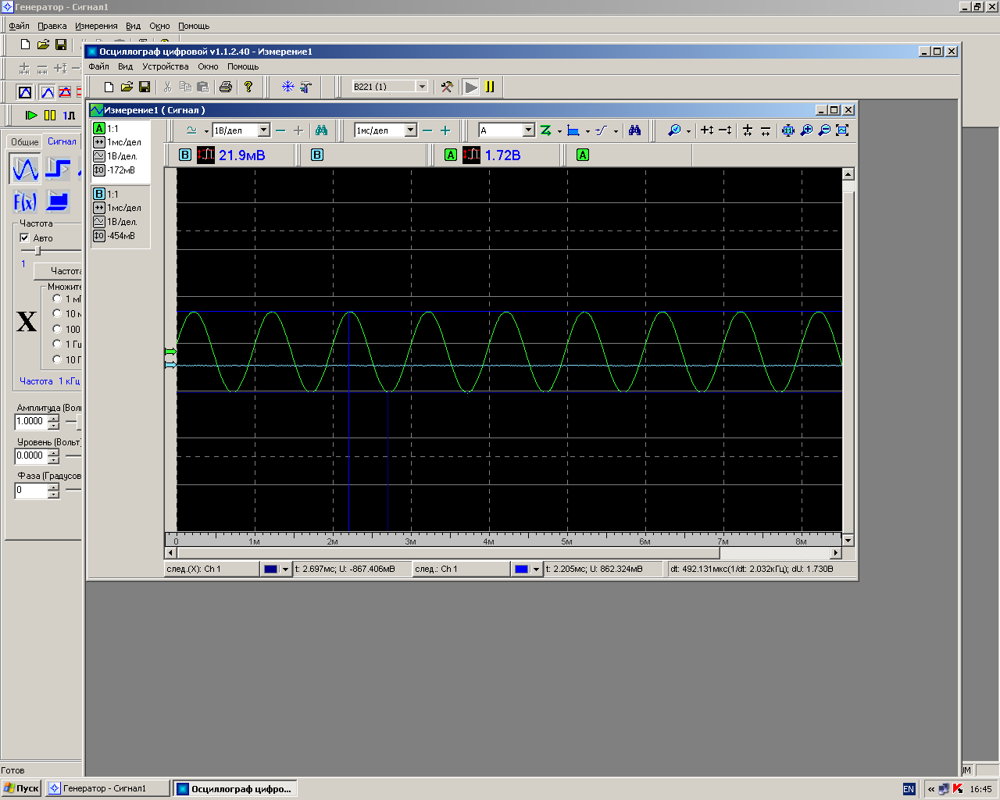 Генератор - Сигнал1
Файл Правка Измерения Вид Окно Помощь
Осциллограф цифровой v1.1.2.40 - Измерение1
Файл Вид Устройства Окно Помощь
B221 (1)
Измерение1 ( Сигнал )
A 1:1
1В/дел 1мс/дел A
1мс/дел
1В/дел.
-172мВ
B 21.9мВ B A 1.72В A
B 1:1
1мс/дел
1В/дел.
-454мВ
Общие Сигнал
F(x)
Частота
Авто
1
Частота
Множите
1 мГ
10 м
100
1 Гц
10 Г
X
Частота 1 кГц
Амплитуда (Вол
1.0000
Уровень (Вольт)
0.0000
Фаза (Градусов
0
0 1м 2м 3м 4м 5м 6м 7м 8м
след.(X): Ch 1 t: 2.697мс; U: -867.406мВ след.: Ch 1 t: 2.205мс; U: 862.324мВ dt: 492.131мкс(1/dt: 2.032кГц); dU: 1.730В
Готов
UM
Пуск Генератор - Сигнал1 Осциллограф цифро... EN « K 16:45